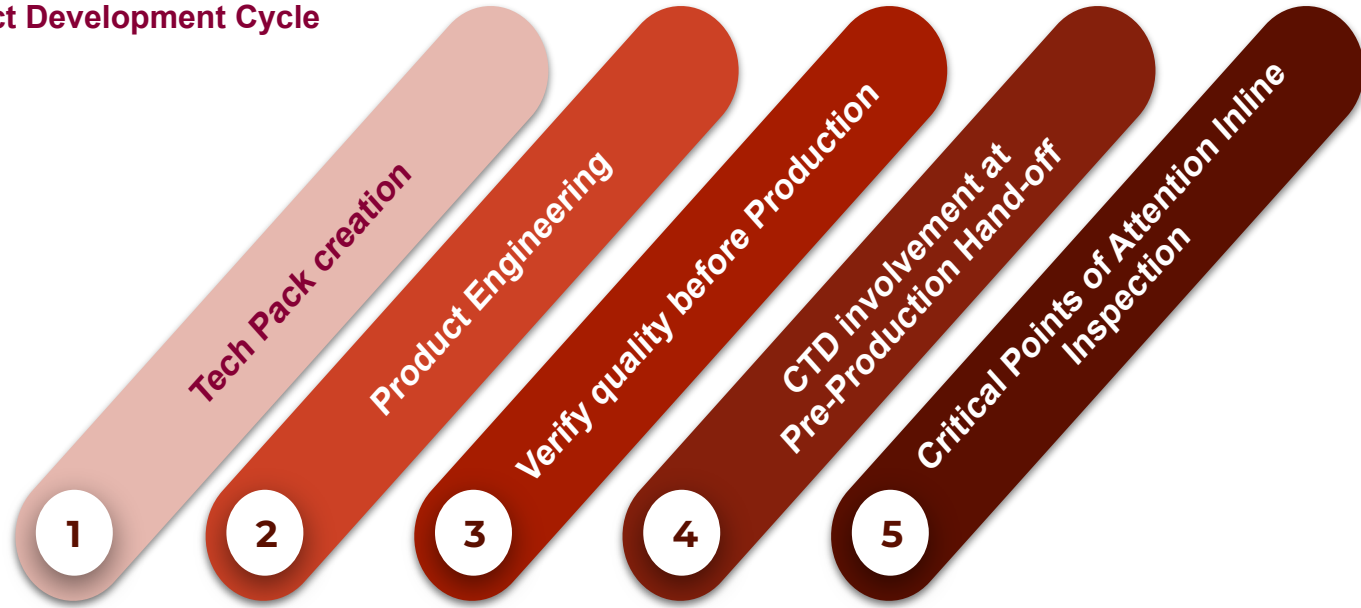 ct Development Cycle
Tech Pack creation
1
Product Engineering
2
Verify quality before Production
3
CTD involvement at
Pre-Production Hand-off
4
Critical Points of Attention Inline
Inspection
5